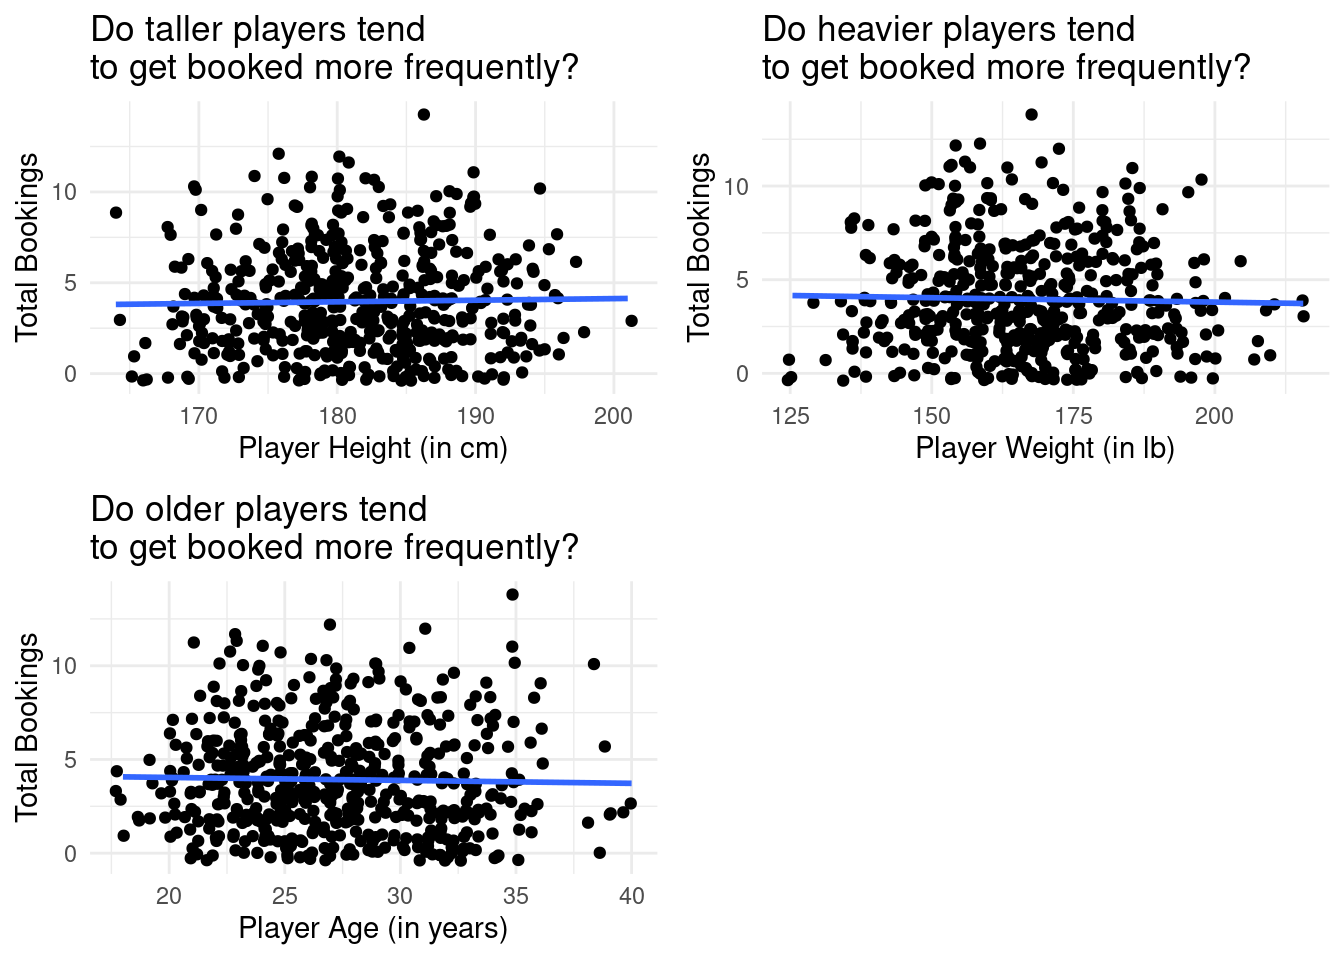 Do taller players tend
to get booked more frequently?
Total Bookings
10
5
0
170
180
190
200
Player Height (in cm)
Do heavier players tend
to get booked more frequently?
Total Bookings
10
5
0
125
150
175
200
Player Weight (in lb)
Do older players tend
to get booked more frequently?
Total Bookings
10
5
0
20
25
30
35
40
Player Age (in years)